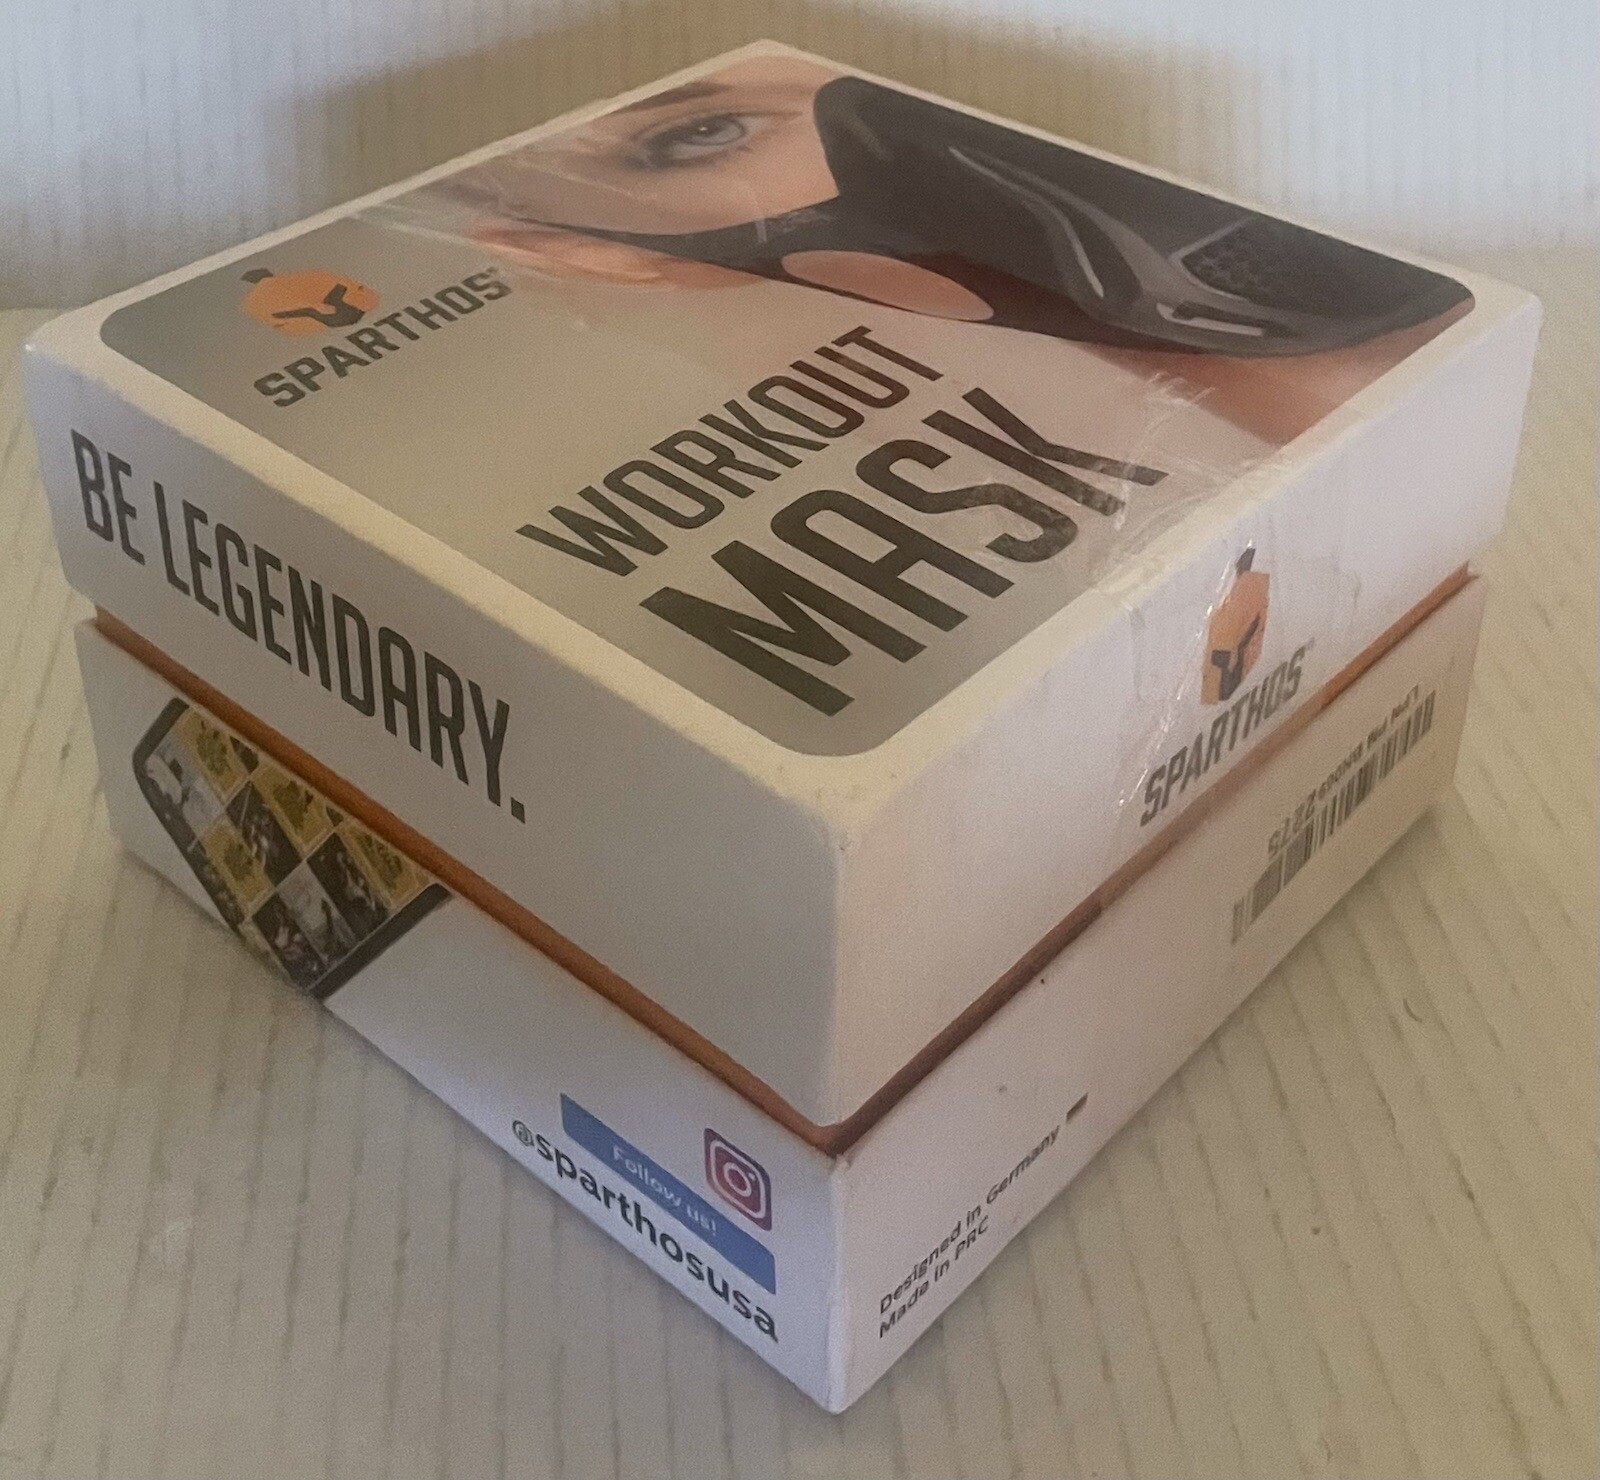 SPARTHOS
WORKOUT
MASK
BE LEGENDARY.
SPARTHOS
Follow us!
@sparthosusa
Designed in Germany
Made in PRC